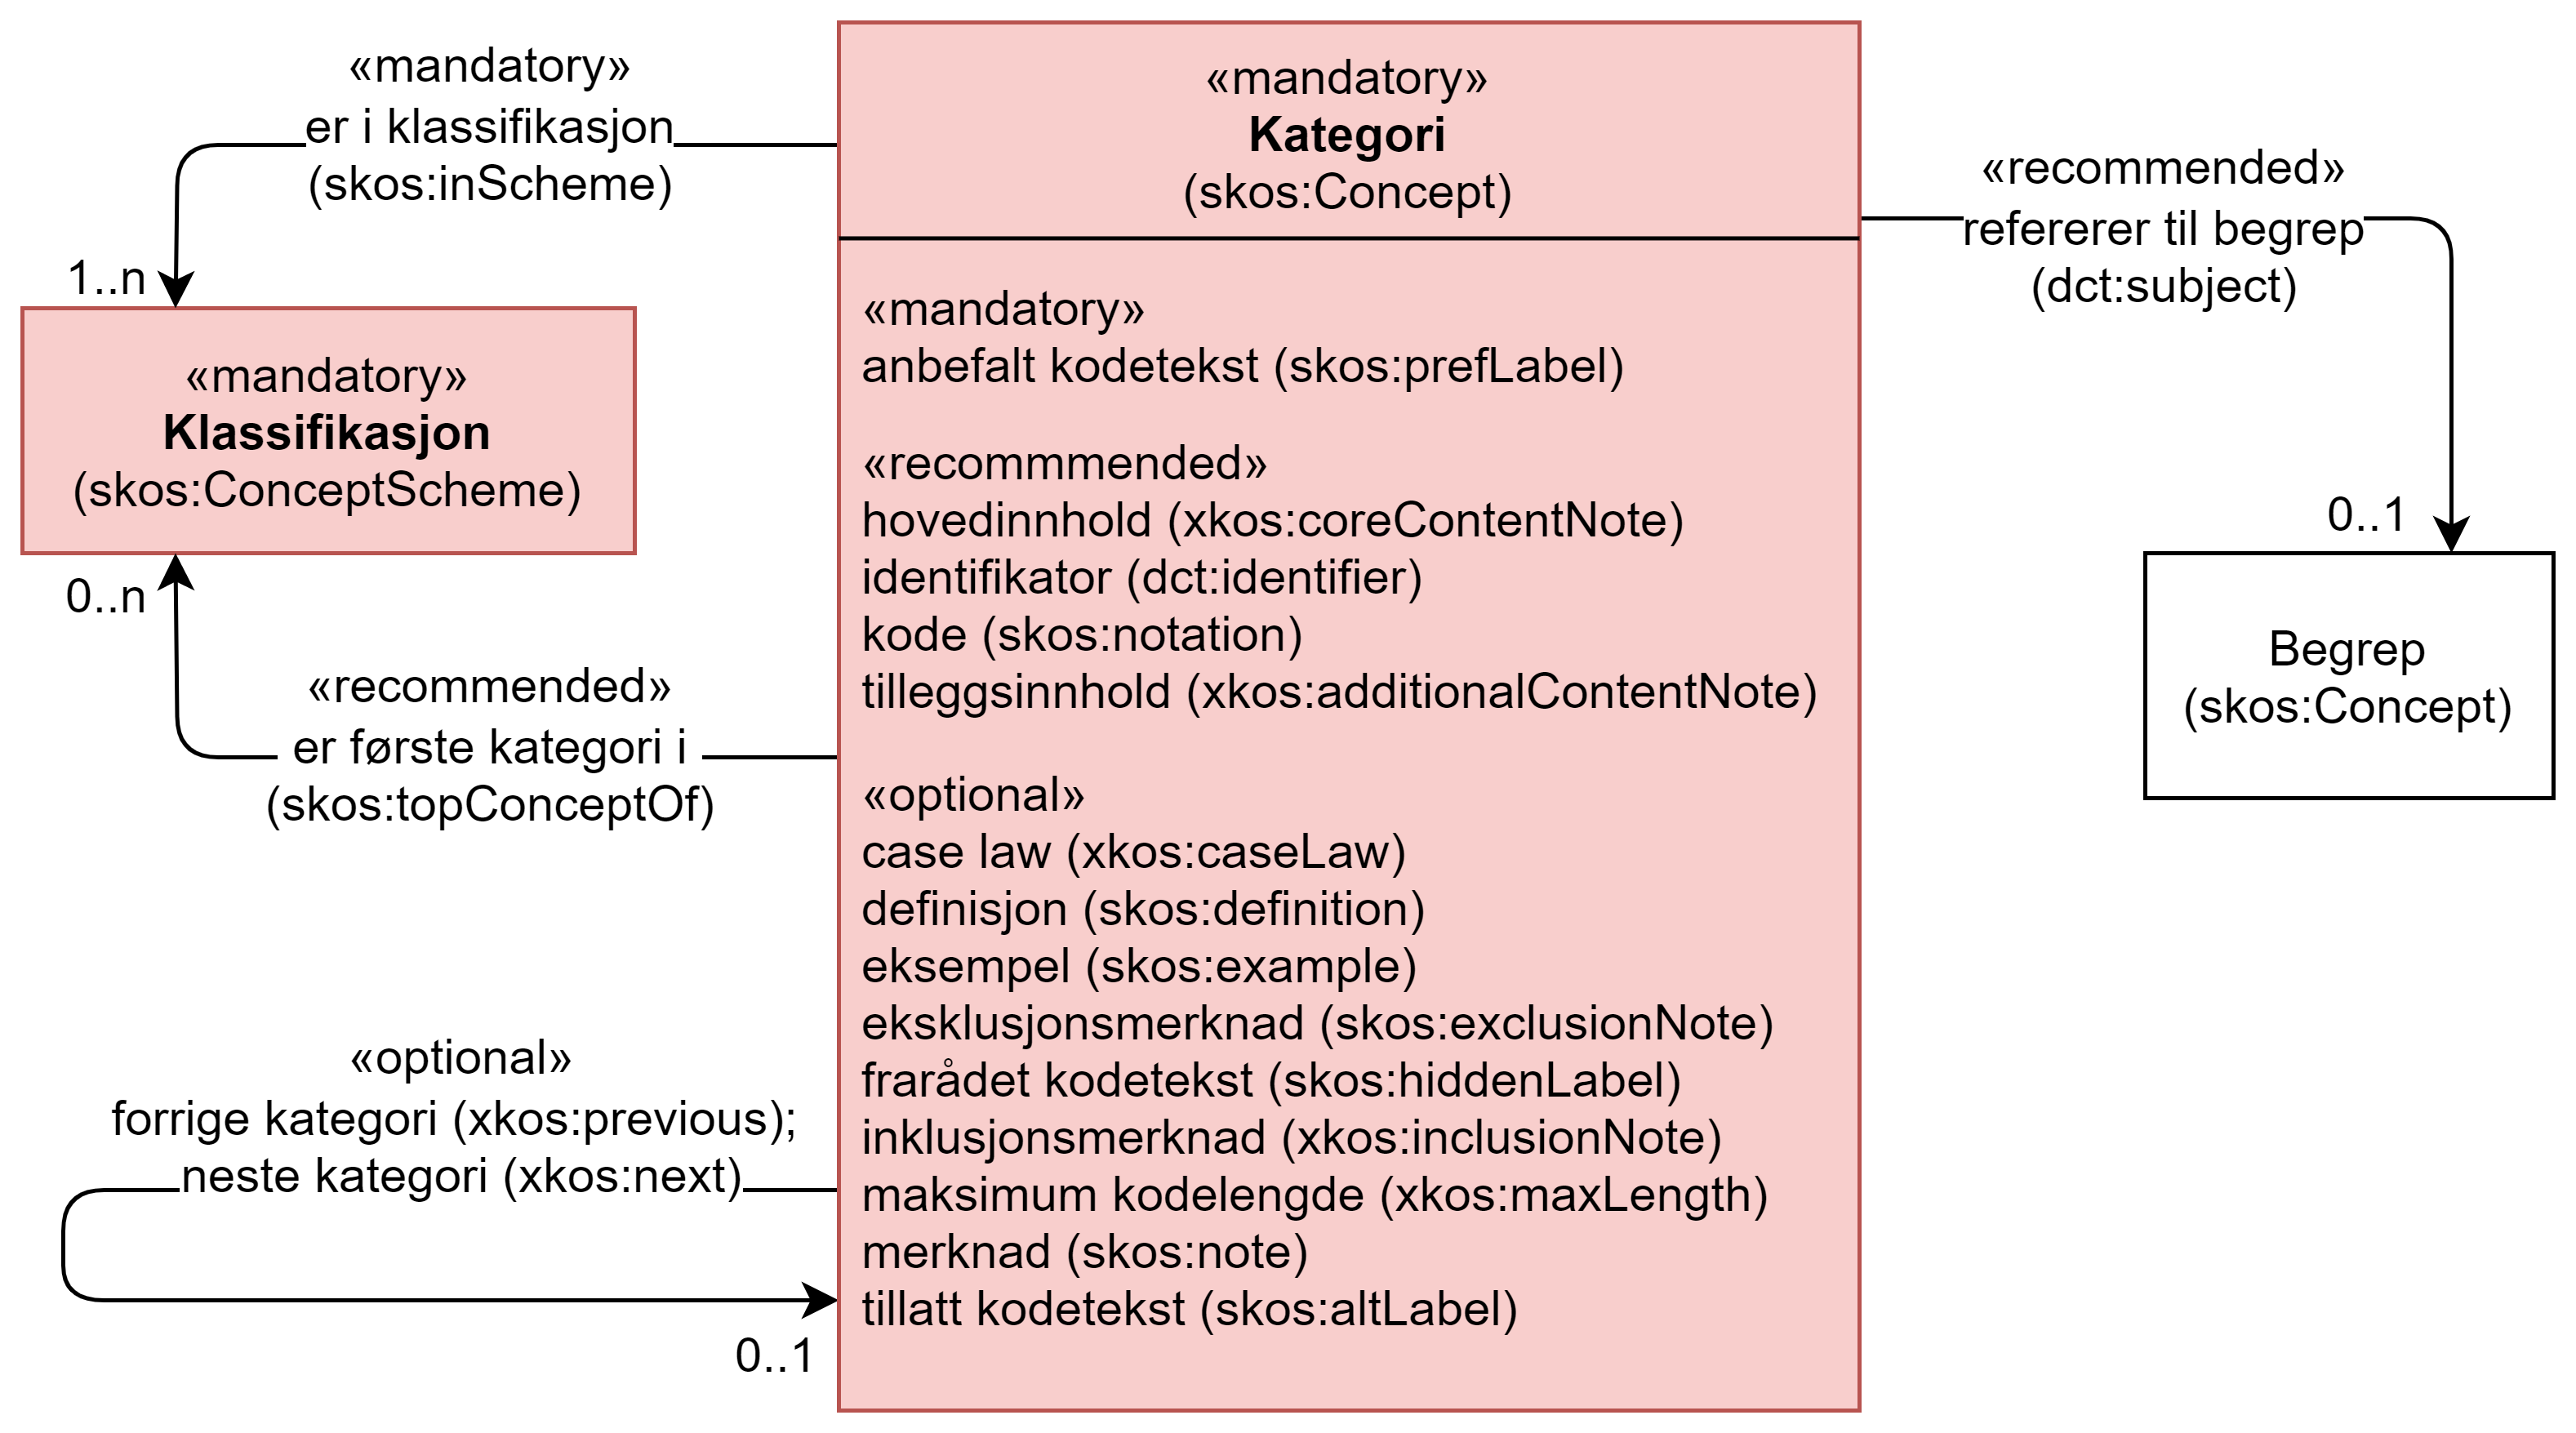 «mandatory»
er i klassifikasjon
(skos:inScheme)
1..n
«mandatory»
Klassifikasjon
(skos:ConceptScheme)
0..n
«recommended»
er første kategori i
(skos:topConceptOf)
«optional»
forrige kategori (xkos:previous);
neste kategori (xkos:next)
0..1
«mandatory»
Kategori
(skos:Concept)
«mandatory»
anbefalt kodetekst (skos:prefLabel)
«recommmended»
hovedinnhold (xkos:coreContentNote)
identifikator (dct:identifier)
kode (skos:notation)
tilleggsinnhold (xkos:additionalContentNote)
«optional»
case law (xkos:caseLaw)
definisjon (skos:definition)
eksempel (skos:example)
eksklusjonsmerknad (skos:exclusionNote)
frarådet kodetekst (skos:hiddenLabel)
inklusjonsmerknad (xkos:inclusionNote)
maksimum kodelengde (xkos:maxLength)
merknad (skos:note)
tillatt kodetekst (skos:altLabel)
«recommended»
refererer til begrep
(dct:subject)
0..1
Begrep
(skos:Concept)